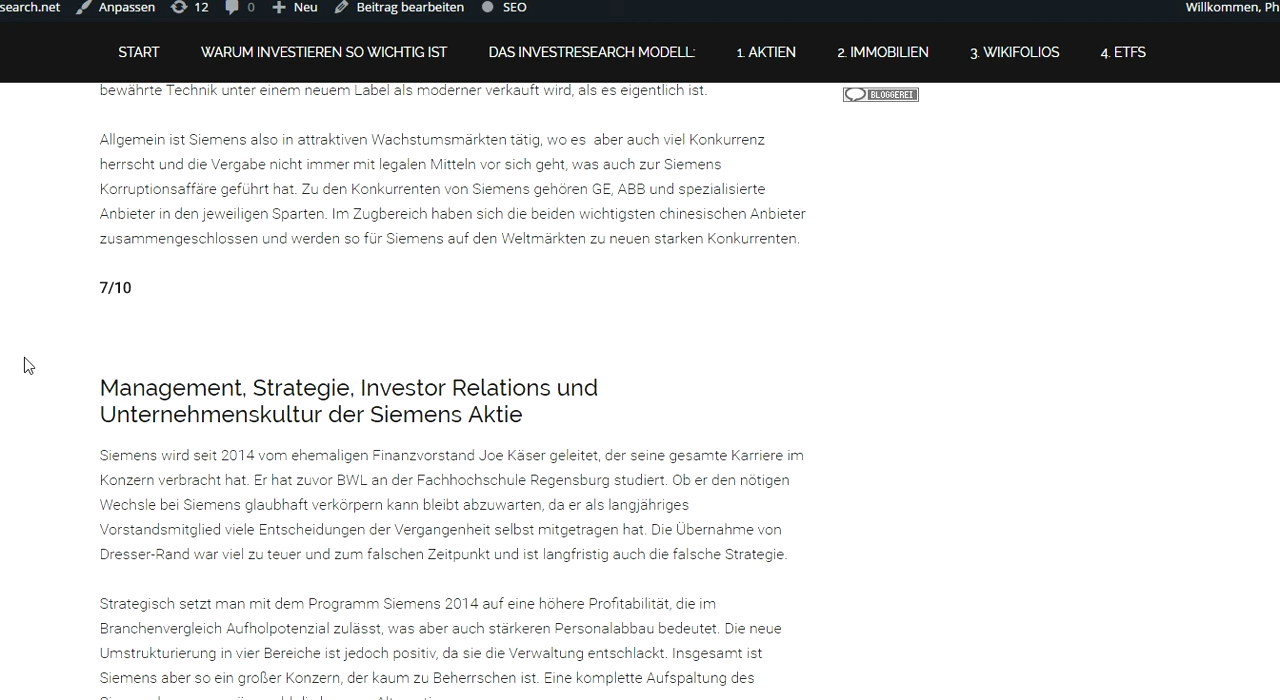 search.net Anpassen 12 0 Neu Beitrag bearbeiten SEO Willkommen, Ph
START WARUM INVESTIEREN SO WICHTIG IST DAS INVESTRESEARCH MODELL: 1. AKTIEN 2. IMMOBILIEN 3. WIKIFOLIOS 4. ETFS
bewährte Technik unter einem neuem Label als moderner verkauft wird, als es eigentlich ist.
BLOGGEREI
Allgemein ist Siemens also in attraktiven Wachstumsmärkten tätig, wo es aber auch viel Konkurrenz
herrscht und die Vergabe nicht immer mit legalen Mitteln vor sich geht, was auch zur Siemens
Korruptionsaffäre geführt hat. Zu den Konkurrenten von Siemens gehören GE, ABB und spezialisierte
Anbieter in den jeweiligen Sparten. Im Zugbereich haben sich die beiden wichtigsten chinesischen Anbieter
zusammengeschlossen und werden so für Siemens auf den Weltmärkten zu neuen starken Konkurrenten.
7/10
Management, Strategie, Investor Relations und
Unternehmenskultur der Siemens Aktie
Siemens wird seit 2014 vom ehemaligen Finanzvorstand Joe Käser geleitet, der seine gesamte Karriere im
Konzern verbracht hat. Er hat zuvor BWL an der Fachhochschule Regensburg studiert. Ob er den nötigen
Wechsle bei Siemens glaubhaft verkörpern kann bleibt abzuwarten, da er als langjähriges
Vorstandsmitglied viele Entscheidungen der Vergangenheit selbst mitgetragen hat. Die Übernahme von
Dresser-Rand war viel zu teuer und zum falschen Zeitpunkt und ist langfristig auch die falsche Strategie.
Strategisch setzt man mit dem Programm Siemens 2014 auf eine höhere Profitabilität, die im
Branchenvergleich Aufholpotenzial zulässt, was aber auch stärkeren Personalabbau bedeutet. Die neue
Umstrukturierung in vier Bereiche ist jedoch positiv, da sie die Verwaltung entschlackt. Insgesamt ist
Siemens aber so ein großer Konzern, der kaum zu Beherrschen ist. Eine komplette Aufspaltung des